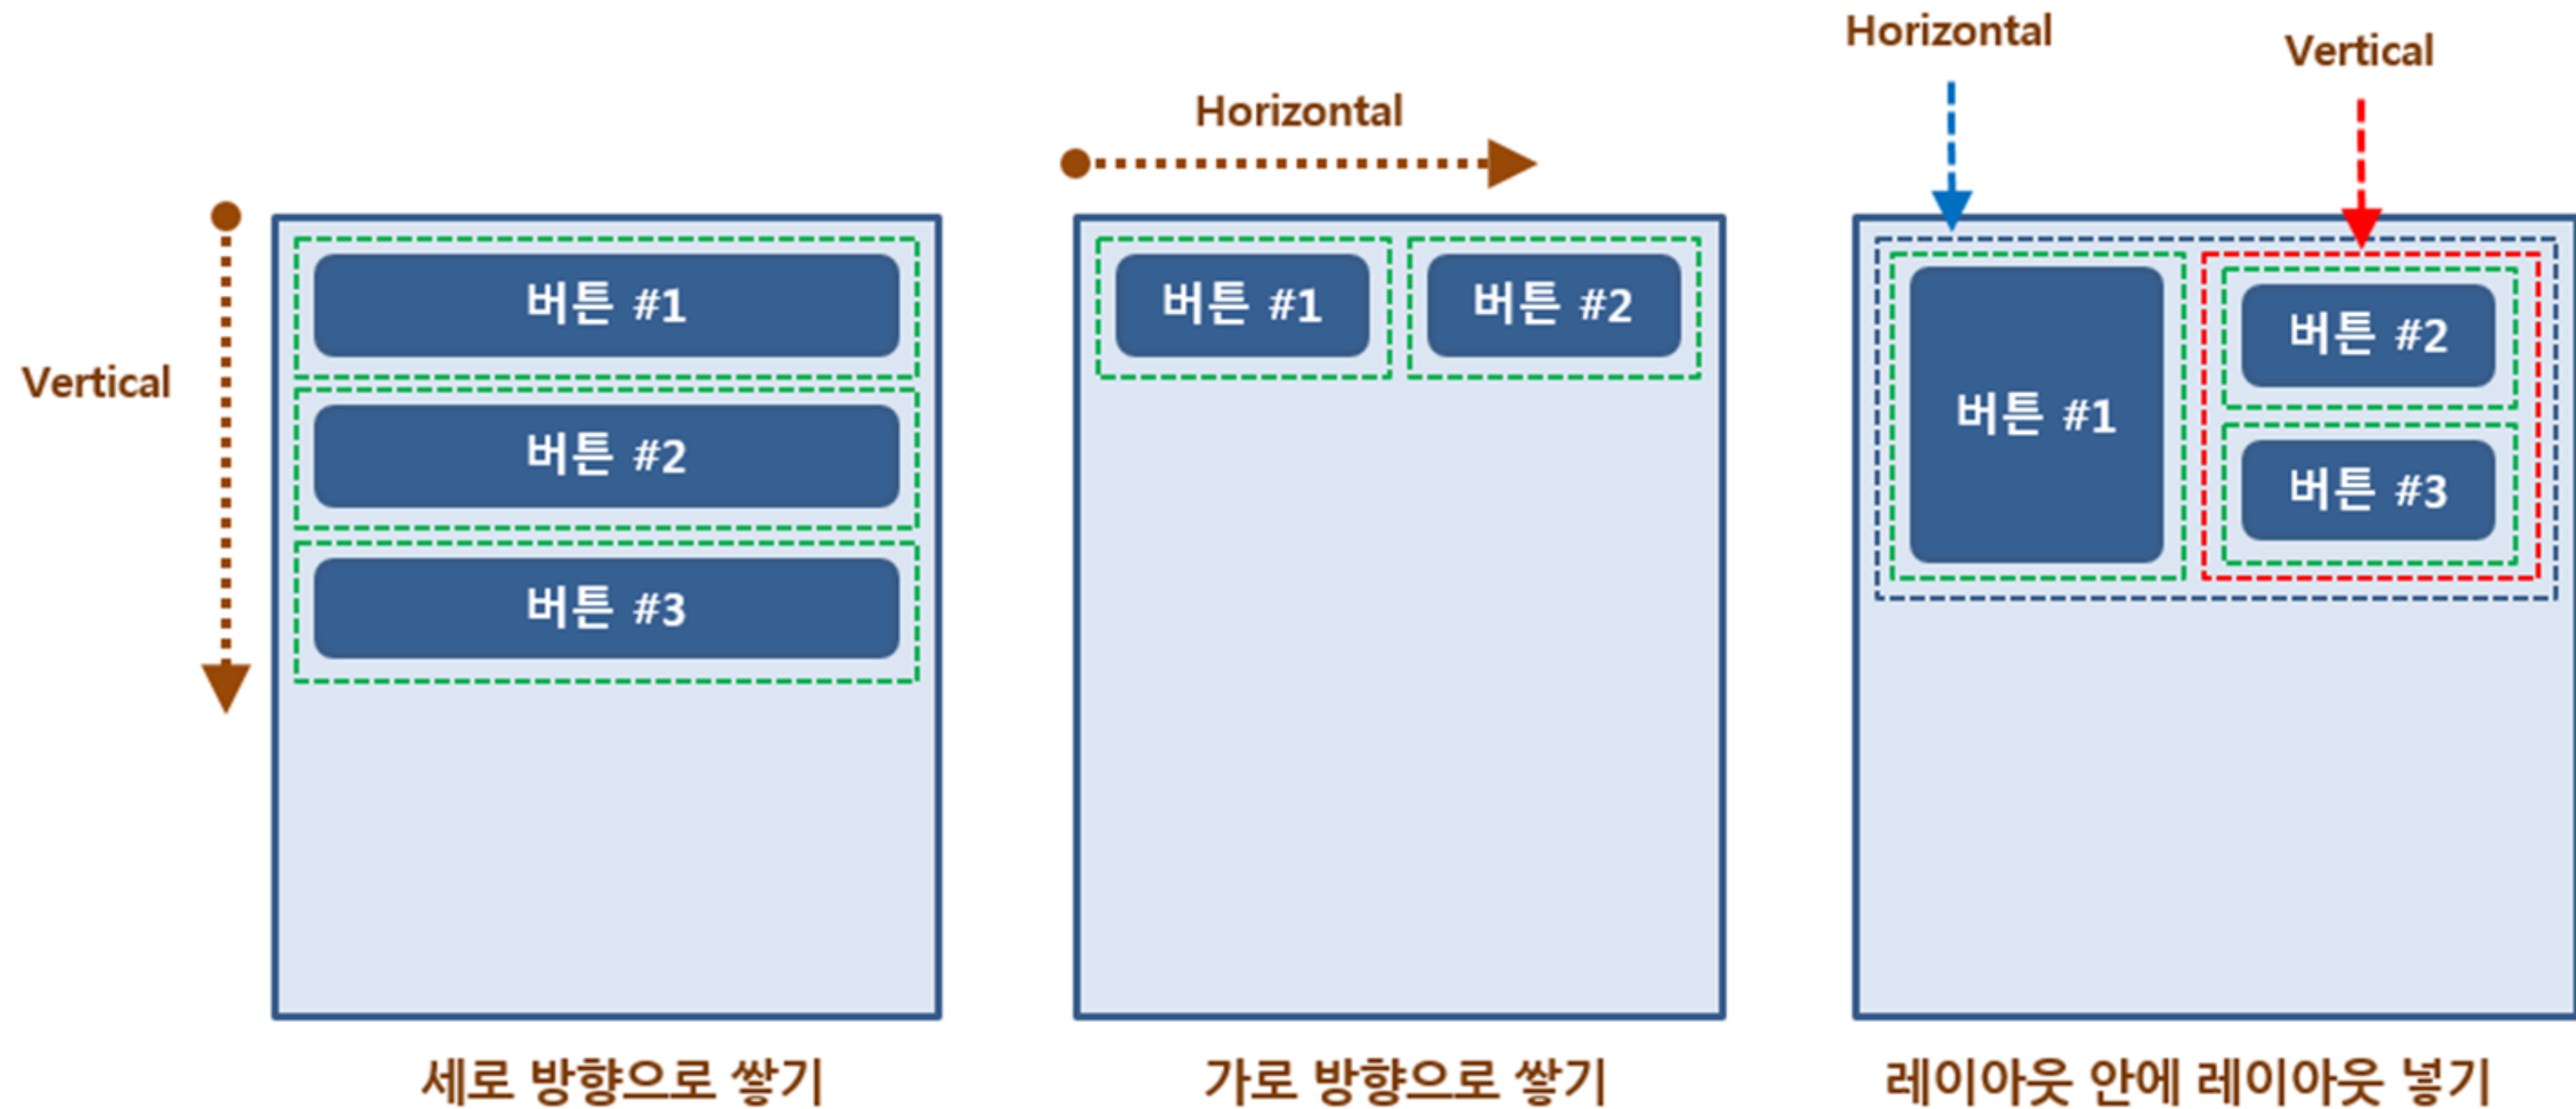 Vertical
버튼 #1
버튼 #2
버튼 #3
세로 방향으로 쌓기
Horizontal
버튼 #1
버튼 #2
가로 방향으로 쌓기
Horizontal
Vertical
버튼 #1
버튼 #2
버튼 #3
레이아웃 안에 레이아웃 넣기